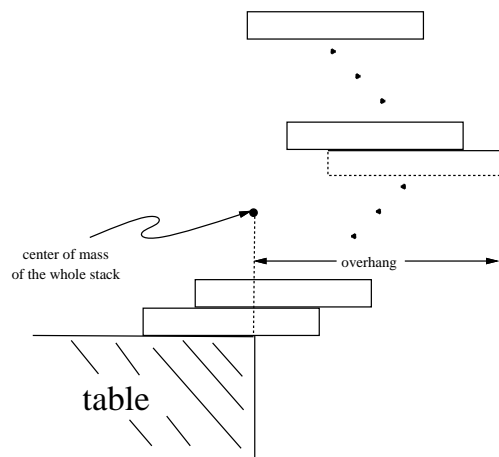 center of mass
of the whole stack
overhang
table